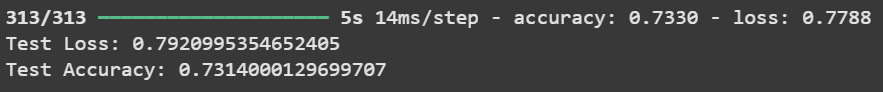 313/313 ━━━━━━━━━━━━━━━━━━━━ 5s 14ms/step - accuracy: 0.7330 - loss: 0.7788
Test Loss: 0.7920995354652405
Test Accuracy: 0.7314000129699707